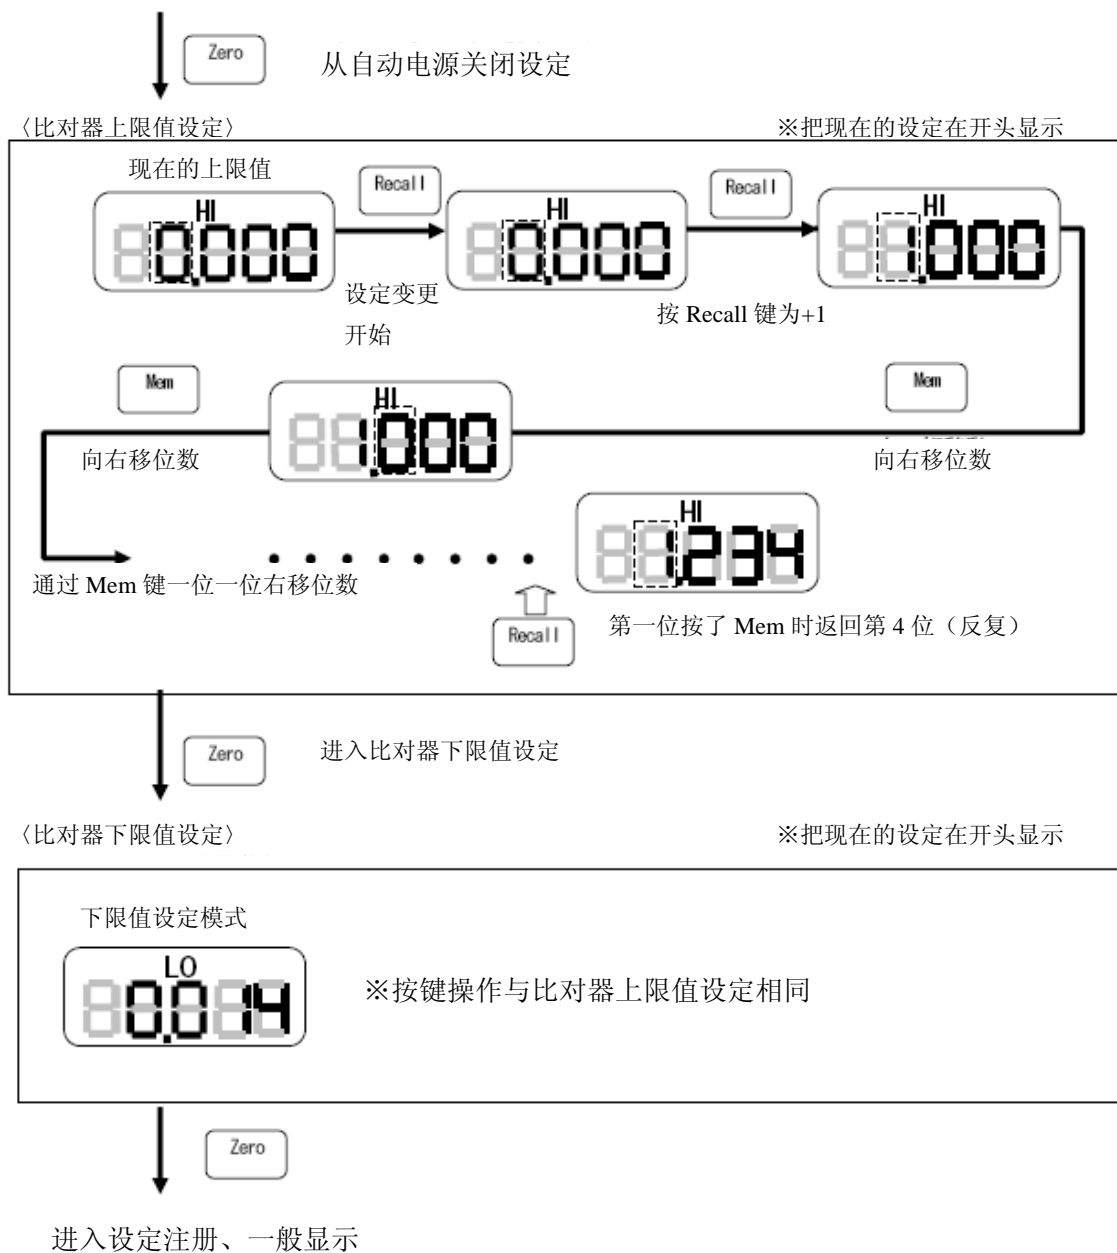 Zero
从自动电源关闭设定
〈比对器上限值设定〉
※把现在的设定在开头显示
现在的上限值
Recall
Recall
HI
0.000
HI
0.000
HI
1.000
设定变更
开始
按 Recall 键为+1
Mem
HI
1.000
Mem
向右移位数
向右移位数
HI
1.234
通过 Mem 键一位一位右移位数
Recall
第一位按了 Mem 时返回第 4 位（反复）
Zero
进入比对器下限值设定
〈比对器下限值设定〉
※把现在的设定在开头显示
下限值设定模式
LO
0.014
※按键操作与比对器上限值设定相同
Zero
进入设定注册、一般显示